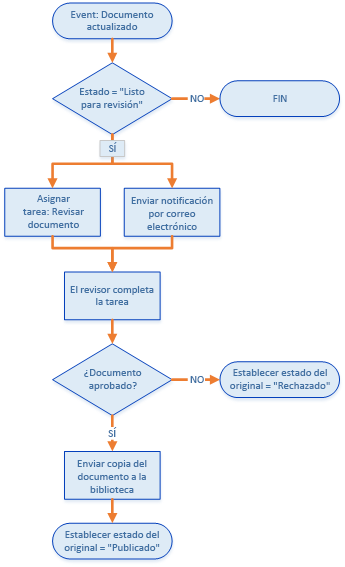 Event: Documento
actualizado
Estado = "Listo
para revisión"
NO
FIN
SÍ
Asignar
tarea: Revisar
documento
Enviar notificación
por correo
electrónico
El revisor completa
la tarea
¿Documento
aprobado?
NO
Establecer estado del
original = "Rechazado"
SÍ
Enviar copia del
documento a la
biblioteca
Establecer estado del
original = "Publicado"